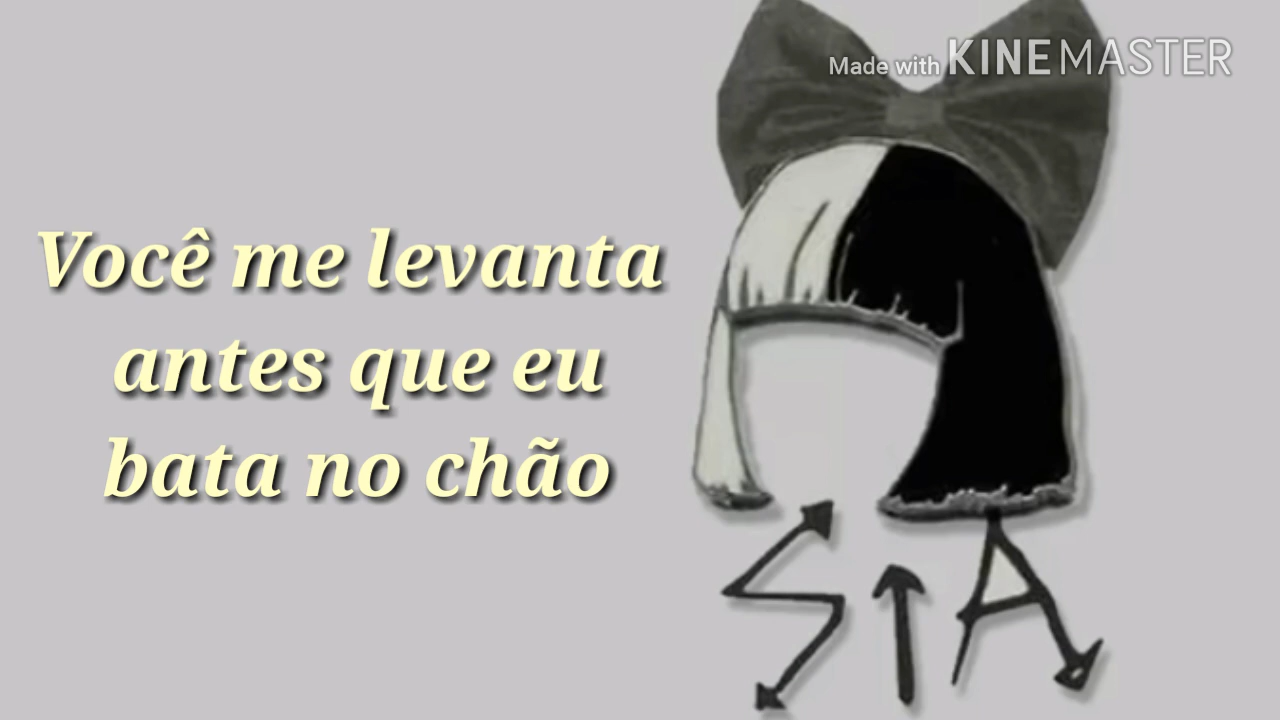 Made with KINEMASTER
Você me levanta
antes que eu
bata no chão
SIA